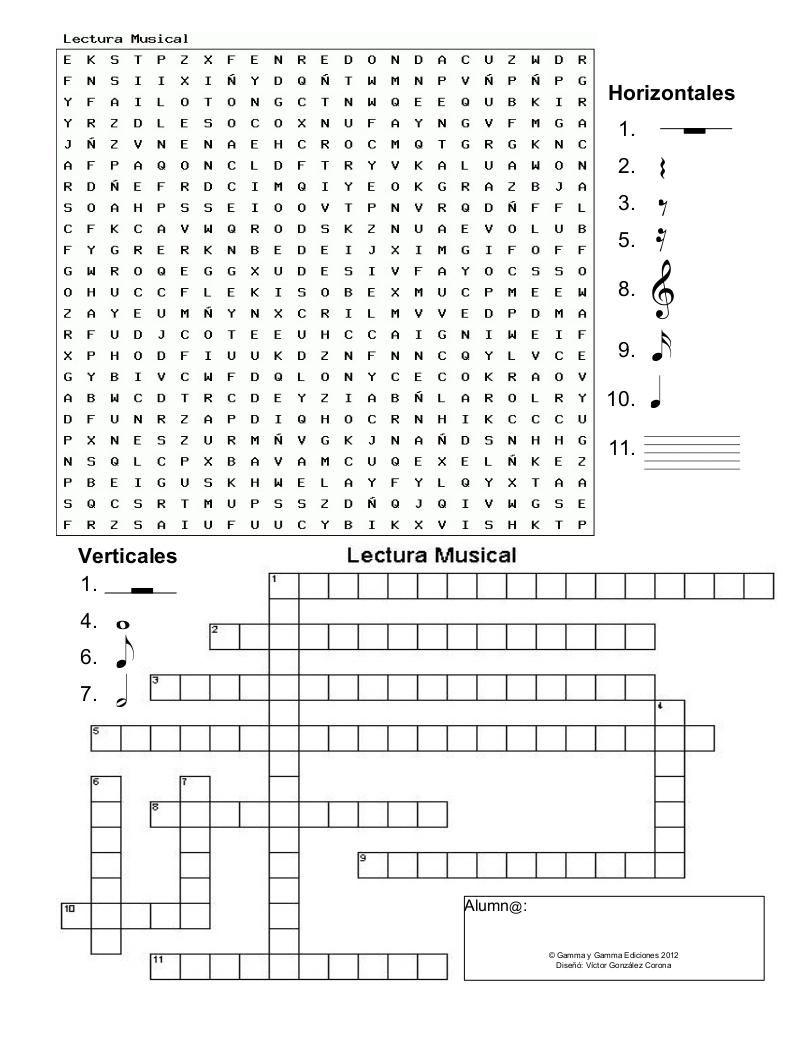 Lectura Musical
E K S T P Z X F E N R E D O N D A C U Z W D R
F N S I I X I Ñ Y D Q Ñ T W M N P V Ñ P Ñ P G
Y F A I L O T O N G C T N W Q E E Q U B K I R
Y R Z D L E S O C O X N U F A Y N G V F M G A
J Ñ Z V N E N A E H C R O C M Q T G R G K N C
A F P A Q O N C L D F T R Y V K A L U A W O N
R D Ñ E F R D C I M Q I Y E O K G R A Z B J A
S O A H P S S E I O O V T P N V R Q D Ñ F F L
C F K C A V W Q R O D S K Z N U A E V O L U B
F Y G R E R K N B E D E I J X I M G I F O F F
G W R O Q E G G X U D E S I V F A Y O C S S O
O H U C C F L E K I S O B E X M U C P M E E W
Z A Y E U M Ñ Y N X C R I L M V V E D P D M A
R F U D J C O T E E U H C C A I G N I W E I F
X P H O D F I U U K D Z N F N N C Q Y L V C E
G Y B I V C W F D Q L O N Y C E C O K R A O V
A B W C D T R C D E Y Z I A B Ñ L A R O L R Y
D F U N R Z A P D I Q H O C R N H I K C C C U
P X N E S Z U R M Ñ V G K J N A Ñ D S N H H G
N S Q L C P X B A V A M C U Q E X E L Ñ K E Z
P B E I G U S K H W E L A Y F Y L Q Y X T A A
S Q C S R T M U P S S Z D Ñ Q J Q I V W G S E
F R Z S A I U F U U C Y B I K X V I S H K T P
Horizontales
1.
2.
3.
5.
8.
9.
10.
11.
Verticales
1.
4.
6.
7.
Lectura Musical
1
2
3
4
5
6
7
8
9
10
11
Alumn@:
© Gamma y Gamma Ediciones 2012
Diseñó: Víctor González Corona